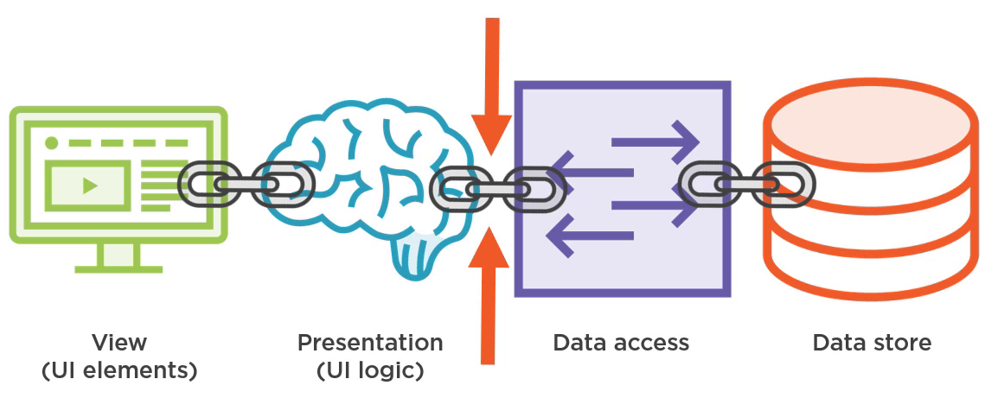 View
(UI elements)
Presentation
(UI logic)
Data access
Data store